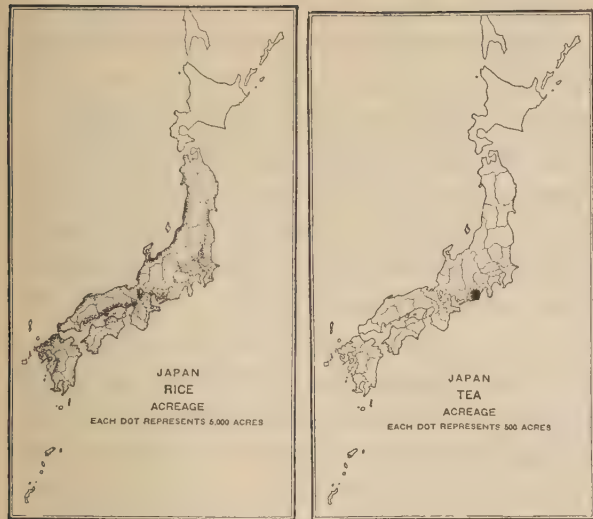 JAPAN
RICE
ACREAGE
EACH DOT REPRESENTS 5,000 ACRES
JAPAN
TEA
ACREAGE
EACH DOT REPRESENTS 500 ACRES